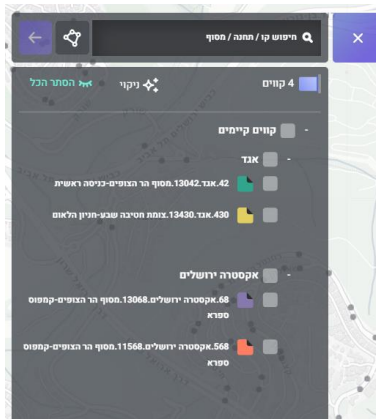 חיפוש קו / תחנה / מסוף
4 קווים
ניקוי
הסתר הכל
- קווים קיימים
- אגד
42.אגד.13042.מסוף הר הצופים-כניסה ראשית
430.אגד.13430.צומת חטיבה שבע-חניון הלאום
- אקסטרה ירושלים
68.אקסטרה ירושלים.13068.מסוף הר הצופים-קמפוס
ספרא
568.אקסטרה ירושלים.11568.מסוף הר הצופים-קמפוס
ספרא